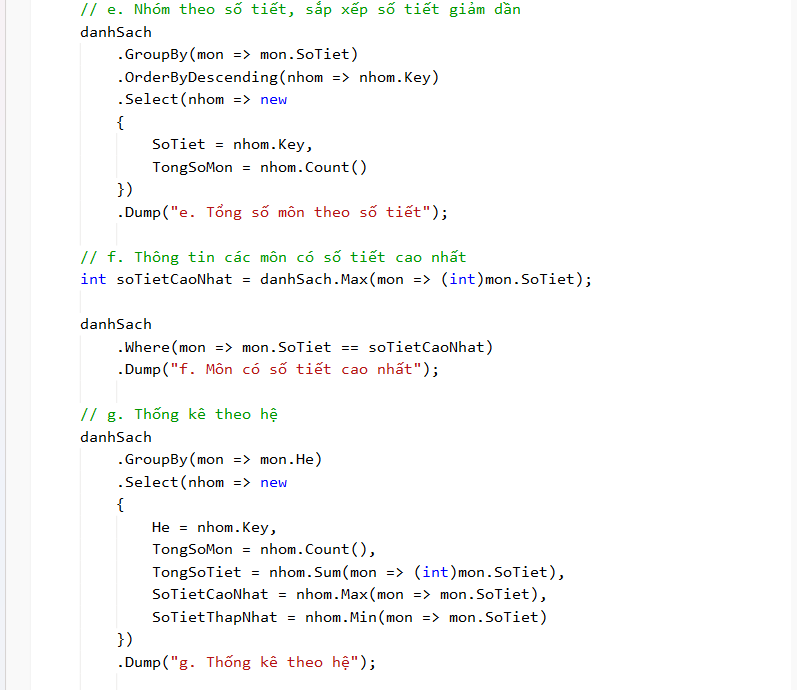 // e. Nhóm theo số tiết, sắp xếp số tiết giảm dần
danhSach
    .GroupBy(mon => mon.SoTiet)
    .OrderByDescending(nhom => nhom.Key)
    .Select(nhom => new
    {
        SoTiet = nhom.Key,
        TongSoMon = nhom.Count()
    })
    .Dump("e. Tổng số môn theo số tiết");

// f. Thông tin các môn có số tiết cao nhất
int soTietCaoNhat = danhSach.Max(mon => (int)mon.SoTiet);

danhSach
    .Where(mon => mon.SoTiet == soTietCaoNhat)
    .Dump("f. Môn có số tiết cao nhất");

// g. Thống kê theo hệ
danhSach
    .GroupBy(mon => mon.He)
    .Select(nhom => new
    {
        He = nhom.Key,
        TongSoMon = nhom.Count(),
        TongSoTiet = nhom.Sum(mon => (int)mon.SoTiet),
        SoTietCaoNhat = nhom.Max(mon => mon.SoTiet),
        SoTietThapNhat = nhom.Min(mon => mon.SoTiet)
    })
    .Dump("g. Thống kê theo hệ");